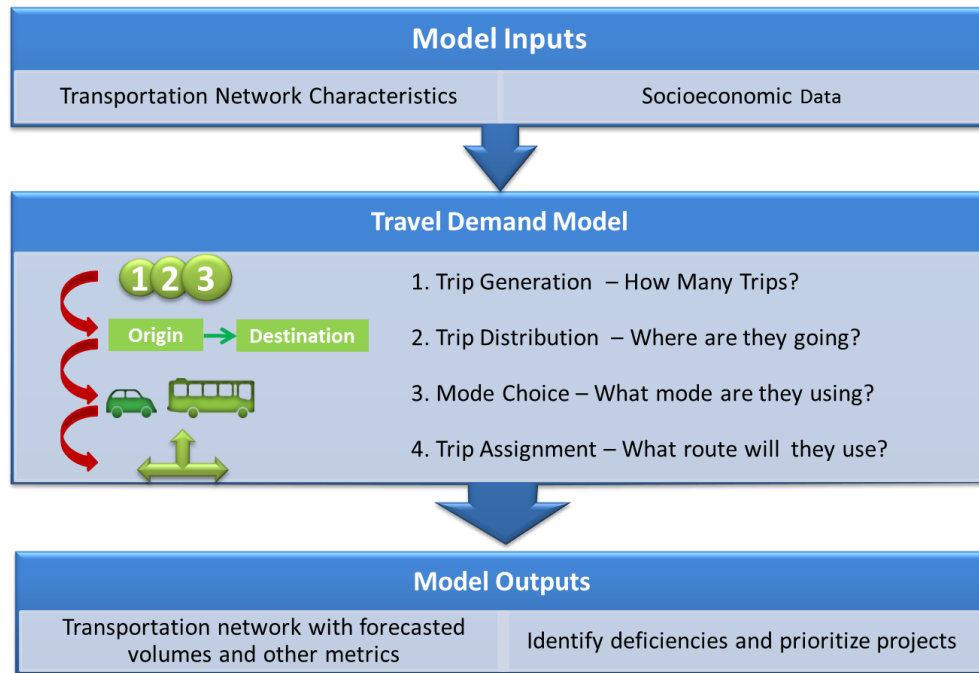 Model Inputs
Transportation Network Characteristics
Socioeconomic Data
Travel Demand Model
1 2 3
1. Trip Generation – How Many Trips?
Origin Destination
2. Trip Distribution – Where are they going?
3. Mode Choice – What mode are they using?
4. Trip Assignment – What route will they use?
Model Outputs
Transportation network with forecasted
volumes and other metrics
Identify deficiencies and prioritize projects